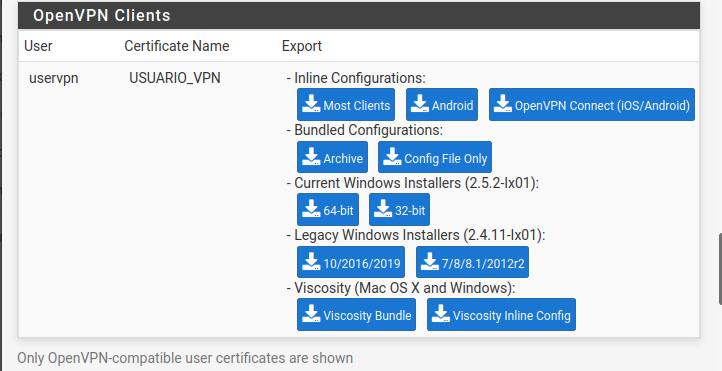 OpenVPN Clients
User Certificate Name Export
uservpn USUARIO_VPN - Inline Configurations:
Most Clients Android OpenVPN Connect (iOS/Android)
- Bundled Configurations:
Archive Config File Only
- Current Windows Installers (2.5.2-Ix01):
64-bit 32-bit
- Legacy Windows Installers (2.4.11-Ix01):
10/2016/2019 7/8/8.1/2012r2
- Viscosity (Mac OS X and Windows):
Viscosity Bundle Viscosity Inline Config
Only OpenVPN-compatible user certificates are shown